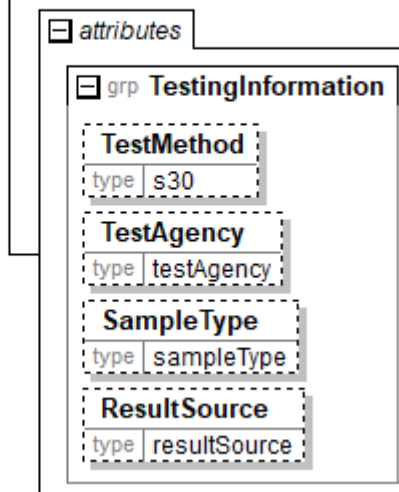 attributes
grp TestingInformation
TestMethod
type s30
TestAgency
type testAgency
SampleType
type sampleType
ResultSource
type resultSource